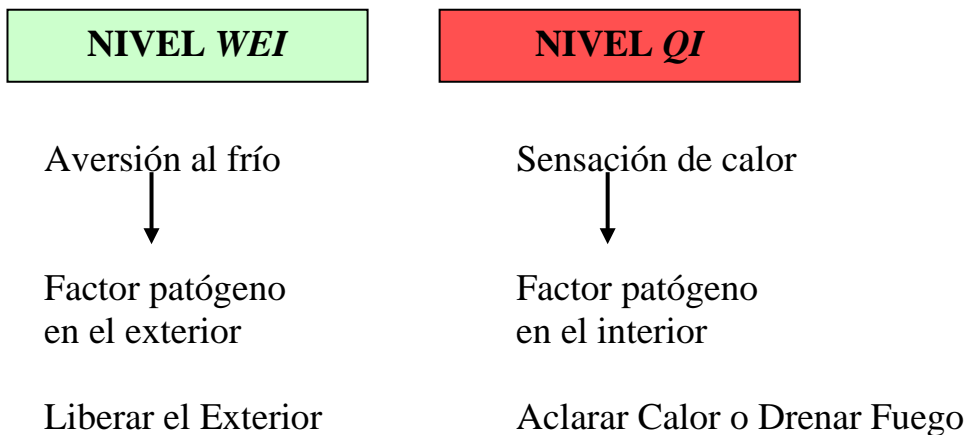 NIVEL WEI
NIVEL QI
Aversión al frío
Sensación de calor
Factor patógeno
en el exterior
Factor patógeno
en el interior
Liberar el Exterior
Aclarar Calor o Drenar Fuego